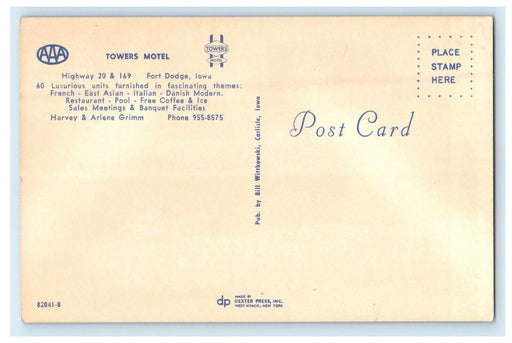 AAA
TOWERS MOTEL
TOWERS
MOTEL
Highway 20 & 169 Fort Dodge, Iowa
60 Luxurious units furnished in fascinating themes:
French - East Asian - Italian - Danish Modern.
Restaurant - Pool - Free Coffee & Ice
Sales Meetings & Banquet Facilities
Harvey & Arlene Grimm Phone 955-8575
PLACE
STAMP
HERE
Post Card
Pub. by Bill Wittkowski, Carlisle, Iowa
82041-B
dp
MADE BY
DEXTER PRESS, INC.
WEST NYACK, NEW YORK